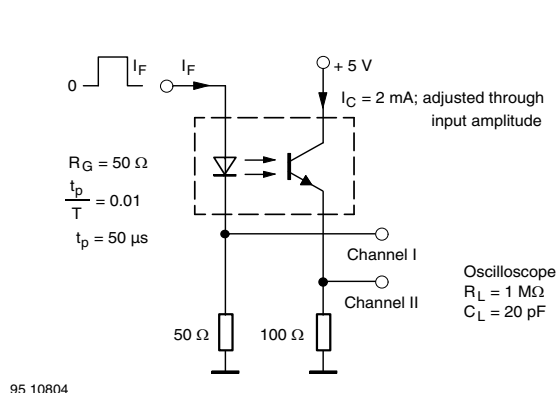 0
I_F
I_F
+ 5 V
I_C = 2 mA; adjusted through
input amplitude
R_G = 50 Ω
t_p
T
= 0.01
t_p = 50 µs
Channel I
Channel II
Oscilloscope
R_L = 1 MΩ
C_L = 20 pF
50 Ω
100 Ω
95 10804